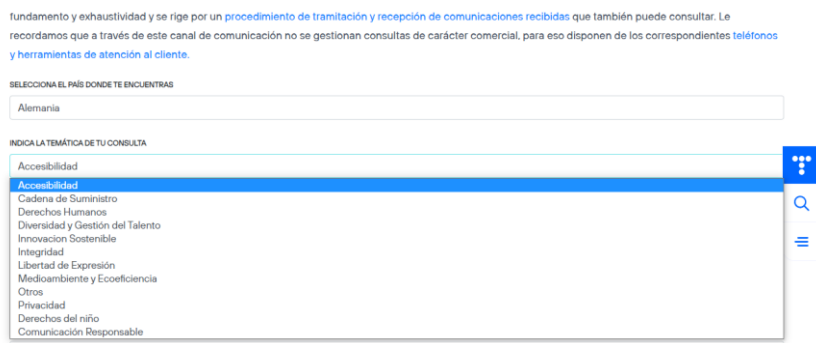 fundamento y exhaustividad y se rige por un procedimiento de tramitación y recepción de comunicaciones recibidas que también puede consultar. Le
recordamos que a través de este canal de comunicación no se gestionan consultas de carácter comercial, para eso disponen de los correspondientes teléfonos
y herramientas de atención al cliente.
SELECCIONA EL PAÍS DONDE TE ENCUENTRAS
Alemania
INDICA LA TEMÁTICA DE TU CONSULTA
Accesibilidad
Accesibilidad
Cadena de Suministro
Derechos Humanos
Diversidad y Gestión del Talento
Innovacion Sostenible
Integridad
Libertad de Expresión
Medioambiente y Ecoeficiencia
Otros
Privacidad
Derechos del niño
Comunicación Responsable